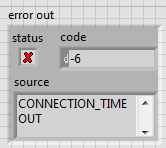 error out
status code
d -6
source
CONNECTION_TIME
OUT